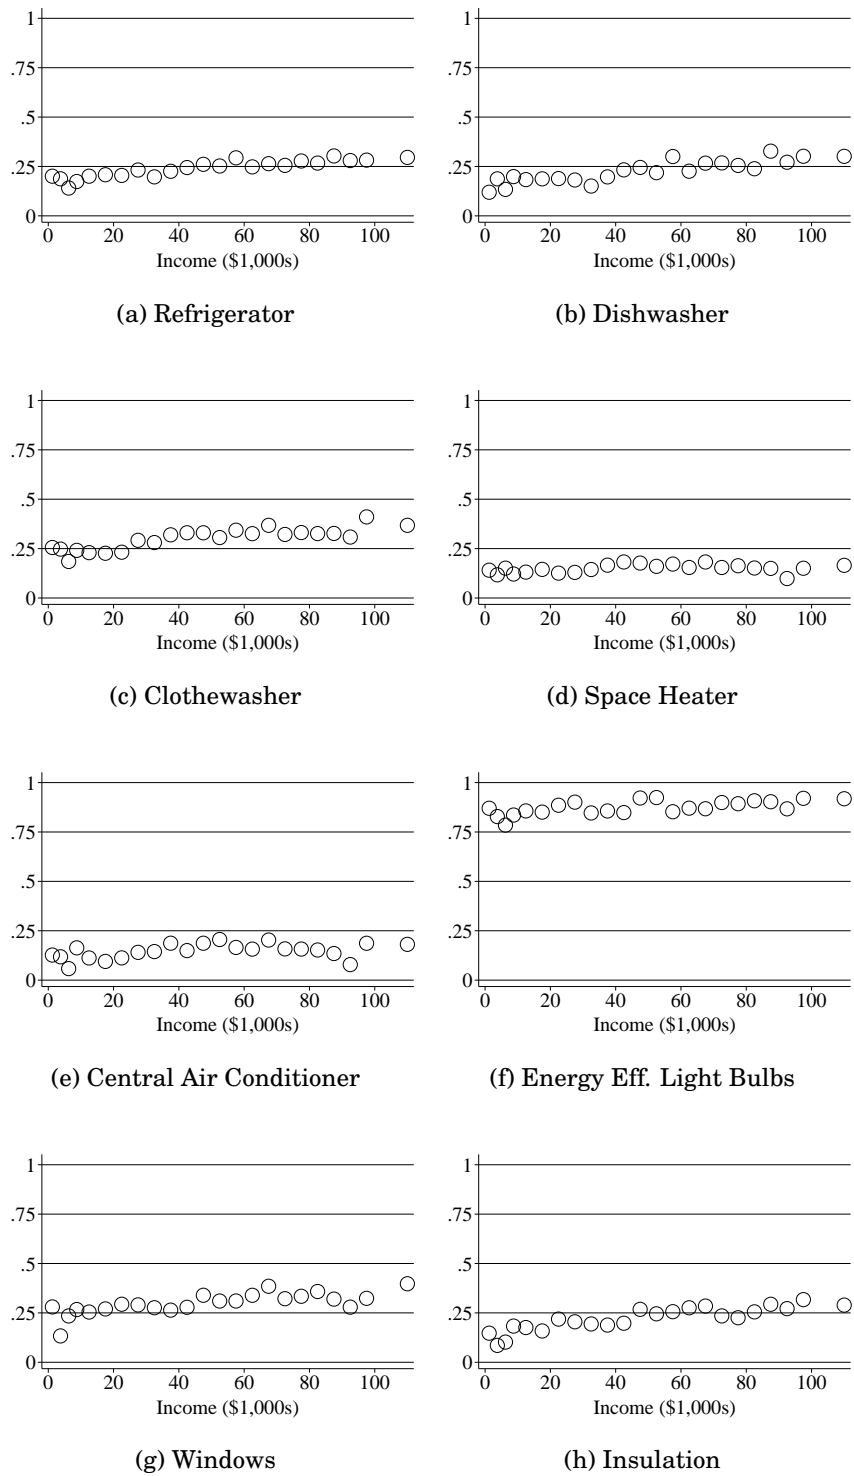 1
.75
.5
.25
0
0 20 40 60 80 100
Income ($1,000s)
(a) Refrigerator
1
.75
.5
.25
0
0 20 40 60 80 100
Income ($1,000s)
(b) Dishwasher
1
.75
.5
.25
0
0 20 40 60 80 100
Income ($1,000s)
(c) Clothewasher
1
.75
.5
.25
0
0 20 40 60 80 100
Income ($1,000s)
(d) Space Heater
1
.75
.5
.25
0
0 20 40 60 80 100
Income ($1,000s)
(e) Central Air Conditioner
1
.75
.5
.25
0
0 20 40 60 80 100
Income ($1,000s)
(f) Energy Eff. Light Bulbs
1
.75
.5
.25
0
0 20 40 60 80 100
Income ($1,000s)
(g) Windows
1
.75
.5
.25
0
0 20 40 60 80 100
Income ($1,000s)
(h) Insulation